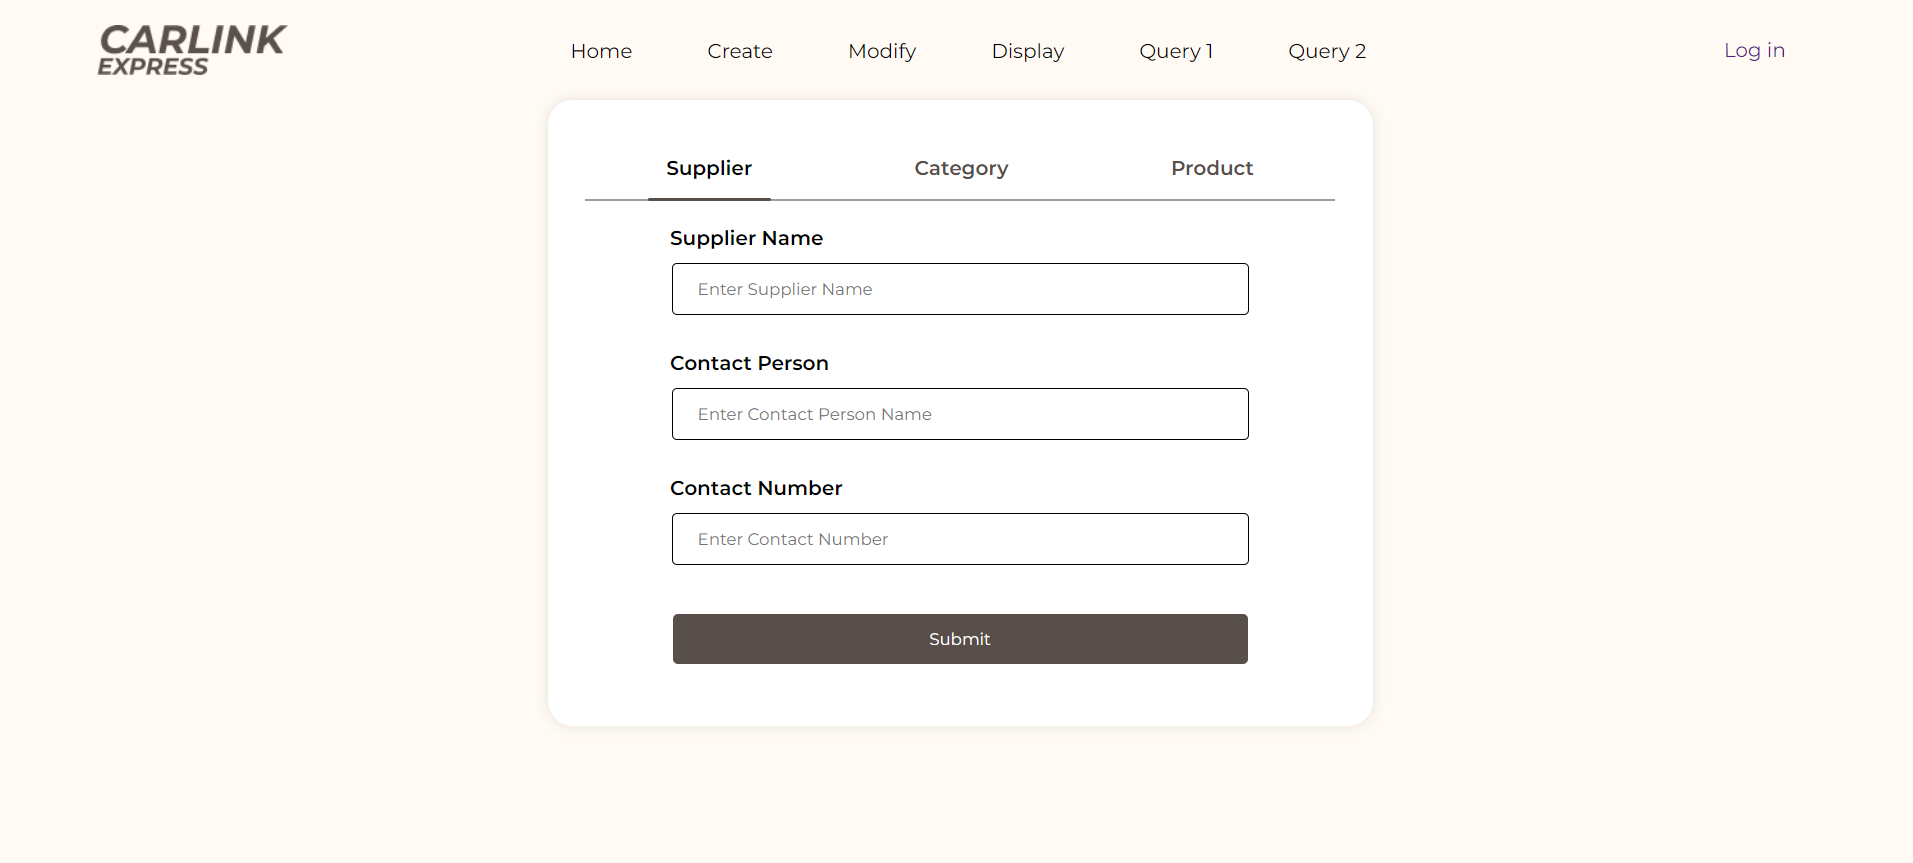 CARLINK
EXPRESS
Home Create Modify Display Query 1 Query 2 Log in
Supplier Category Product
Supplier Name
Enter Supplier Name
Contact Person
Enter Contact Person Name
Contact Number
Enter Contact Number
Submit